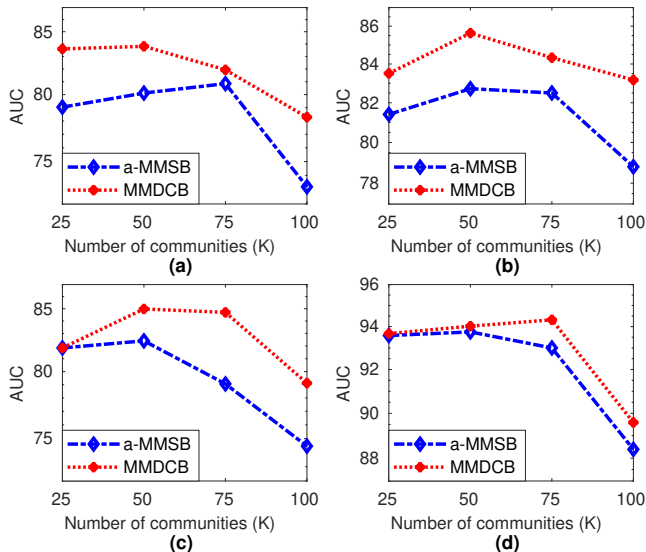 85
80
75
AUC
a-MMSB
MMDCB
25 50 75 100
Number of communities (K)
(a)
86
84
82
80
78
AUC
a-MMSB
MMDCB
25 50 75 100
Number of communities (K)
(b)
85
80
75
AUC
a-MMSB
MMDCB
25 50 75 100
Number of communities (K)
(c)
96
94
93
92
90
88
AUC
a-MMSB
MMDCB
25 50 75 100
Number of communities (K)
(d)